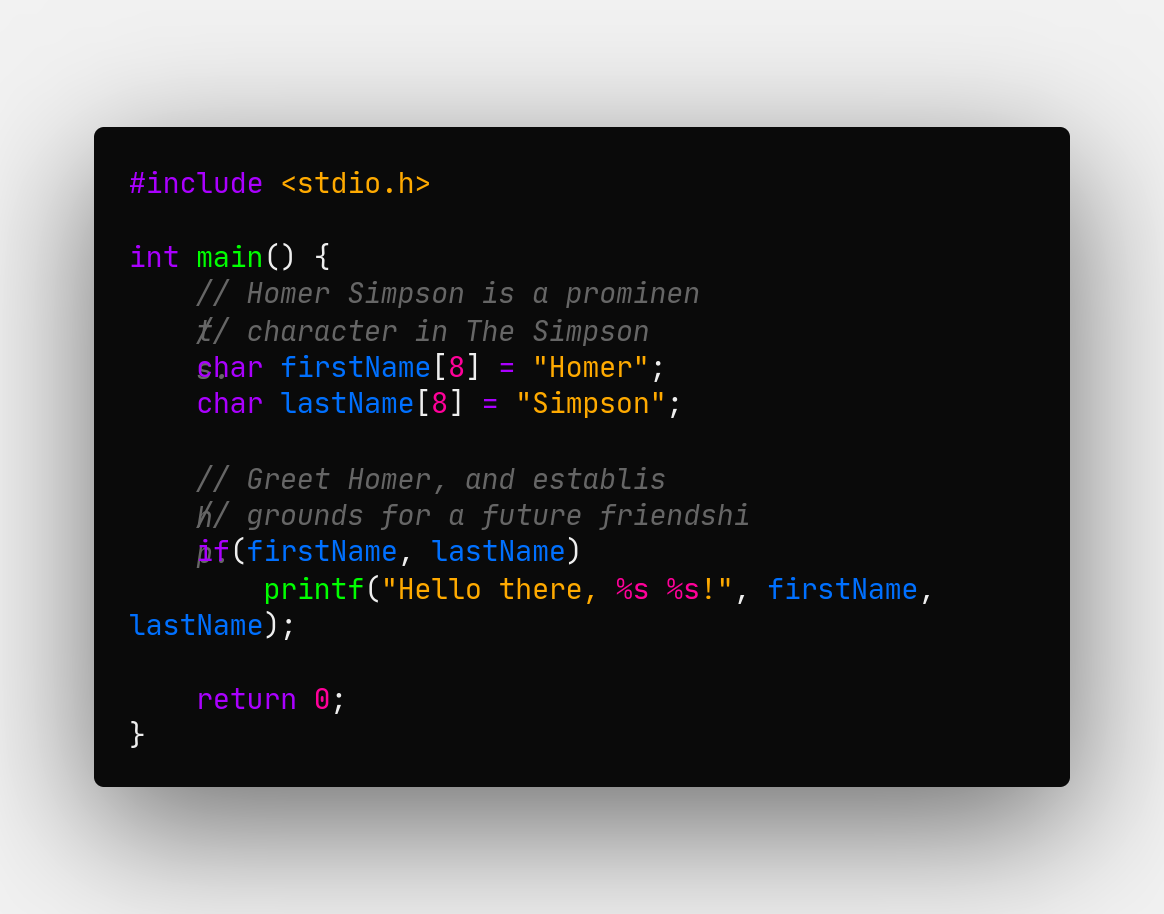 #include <stdio.h>
int main() {
// Homer Simpson is a prominen
t
// character in The Simpson
s.
char firstName[8] = "Homer";
char lastName[8] = "Simpson";
// Greet Homer, and establis
h
// grounds for a future friendshi
p.
if(firstName, lastName)
printf("Hello there, %s %s!", firstName,
lastName);
return 0;
}